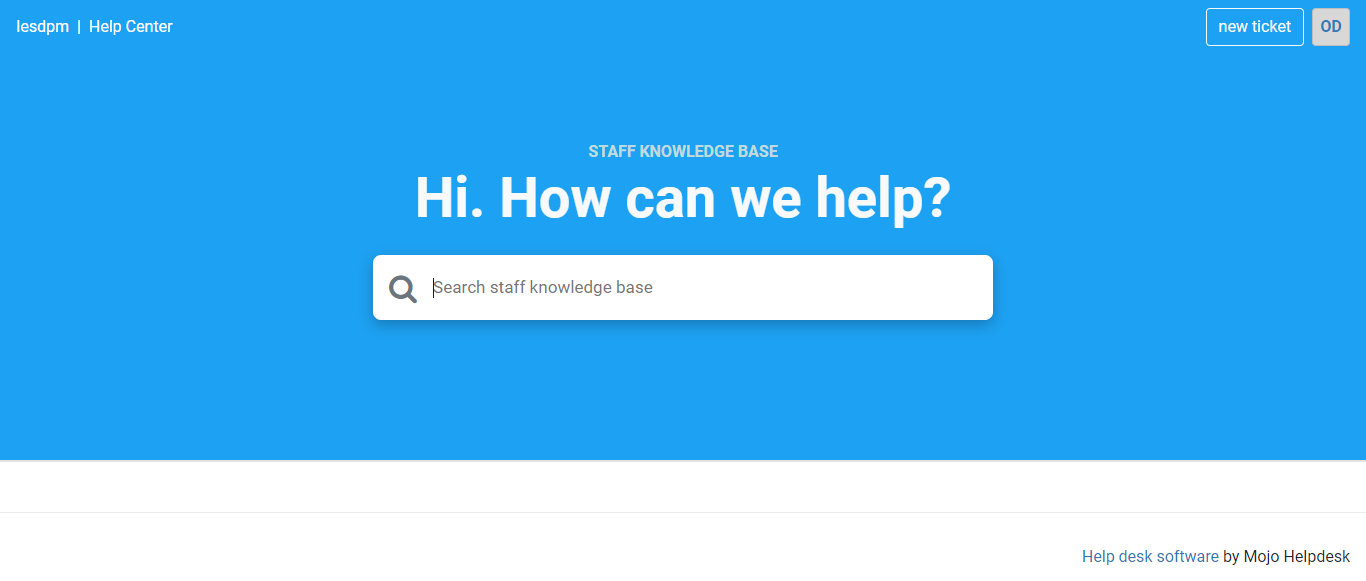 lesdpm | Help Center
new ticket
OD
STAFF KNOWLEDGE BASE
Hi. How can we help?
Search staff knowledge base
Help desk software by Mojo Helpdesk